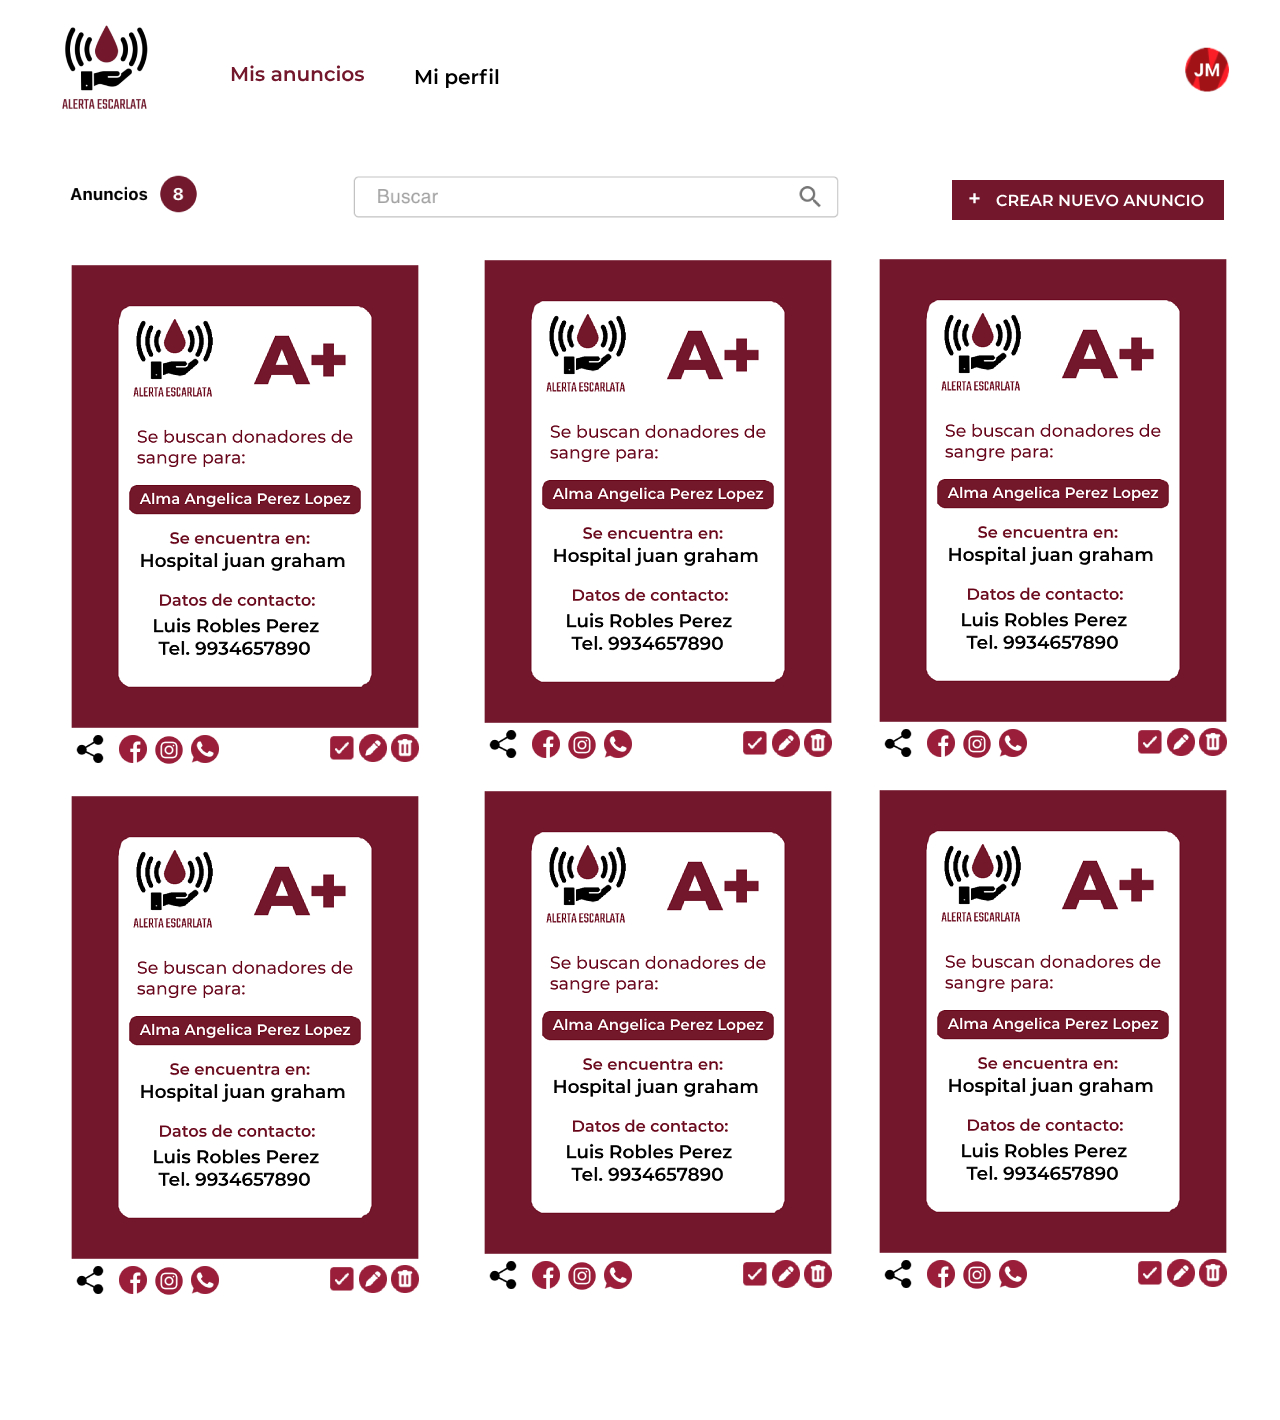 ALERTA ESCARLATA
Mis anuncios
Mi perfil
JM
Anuncios 8
Buscar
+ CREAR NUEVO ANUNCIO
A+
ALERTA ESCARLATA
Se buscan donadores de
sangre para:
Alma Angelica Perez Lopez
Se encuentra en:
Hospital juan graham
Datos de contacto:
Luis Robles Perez
Tel. 9934657890
A+
ALERTA ESCARLATA
Se buscan donadores de
sangre para:
Alma Angelica Perez Lopez
Se encuentra en:
Hospital juan graham
Datos de contacto:
Luis Robles Perez
Tel. 9934657890
A+
ALERTA ESCARLATA
Se buscan donadores de
sangre para:
Alma Angelica Perez Lopez
Se encuentra en:
Hospital juan graham
Datos de contacto:
Luis Robles Perez
Tel. 9934657890
A+
ALERTA ESCARLATA
Se buscan donadores de
sangre para:
Alma Angelica Perez Lopez
Se encuentra en:
Hospital juan graham
Datos de contacto:
Luis Robles Perez
Tel. 9934657890
A+
ALERTA ESCARLATA
Se buscan donadores de
sangre para:
Alma Angelica Perez Lopez
Se encuentra en:
Hospital juan graham
Datos de contacto:
Luis Robles Perez
Tel. 9934657890
A+
ALERTA ESCARLATA
Se buscan donadores de
sangre para:
Alma Angelica Perez Lopez
Se encuentra en:
Hospital juan graham
Datos de contacto:
Luis Robles Perez
Tel. 9934657890